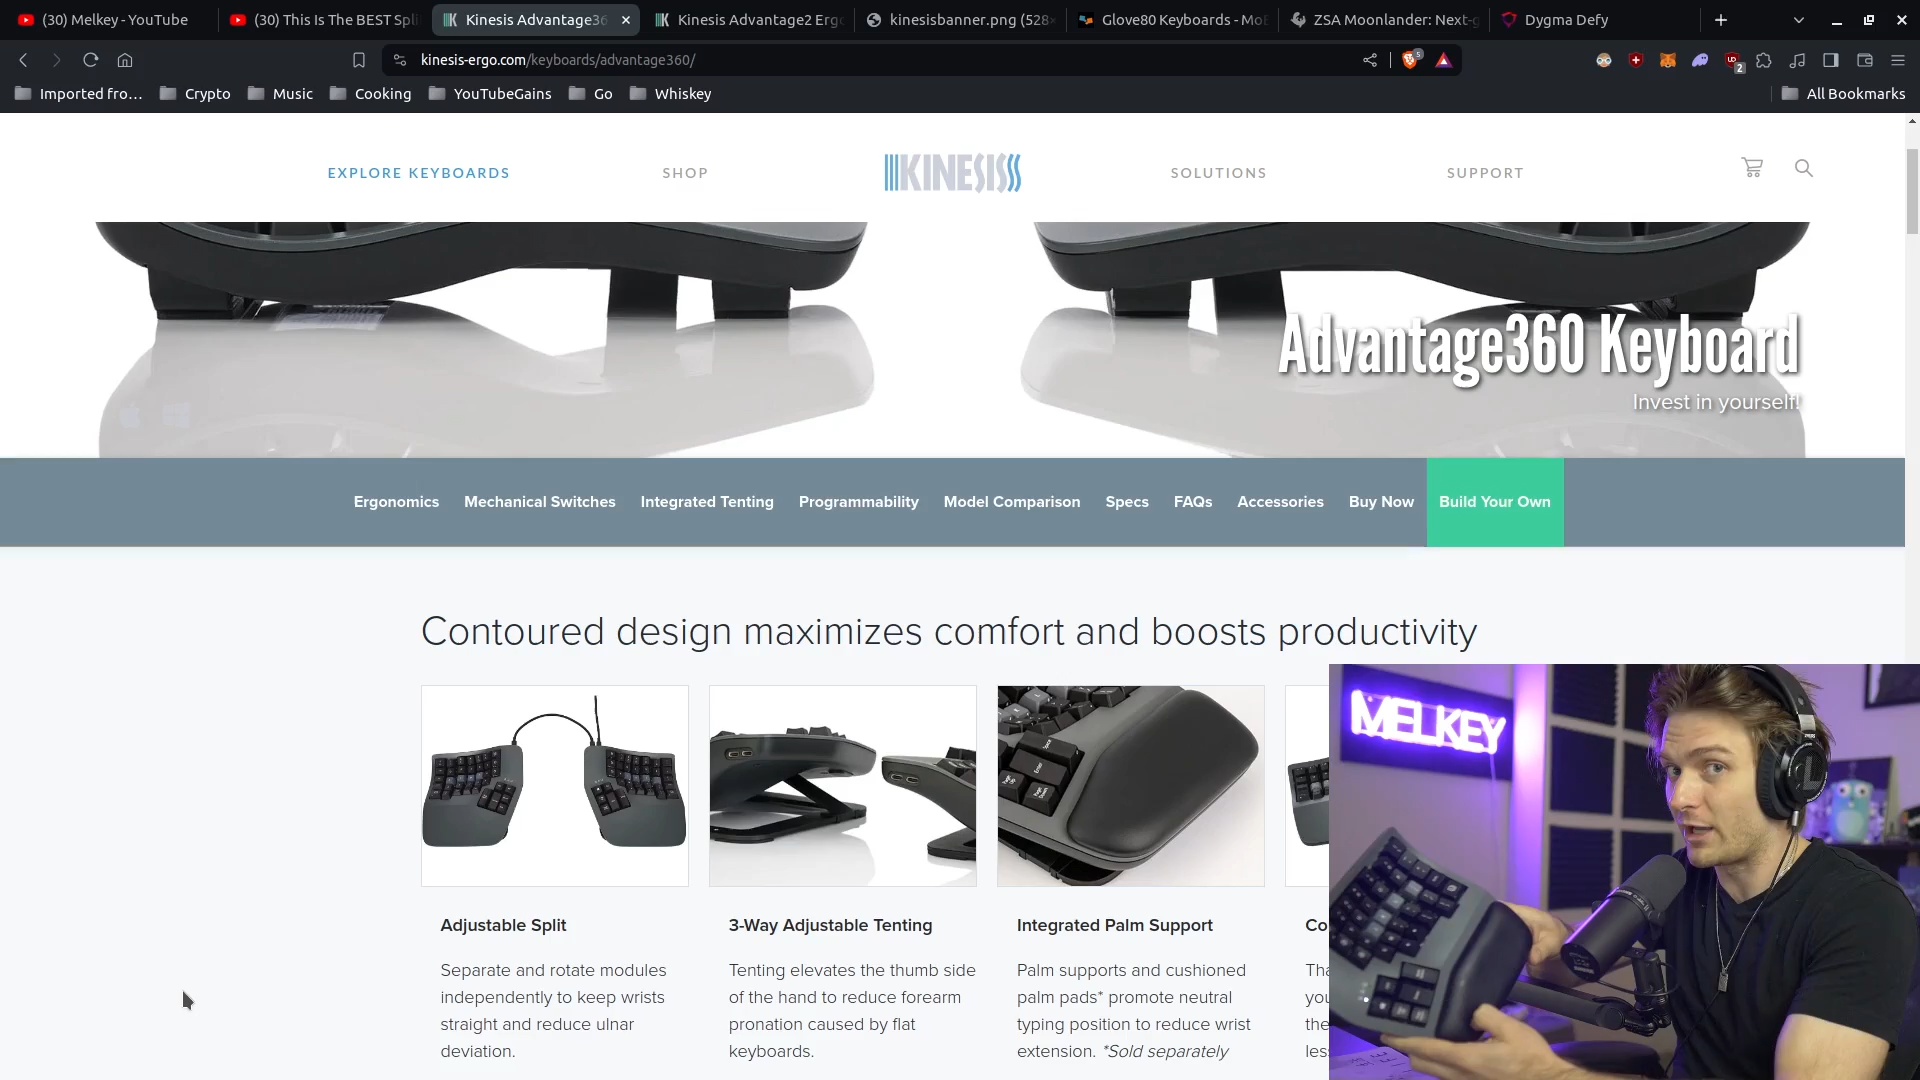 (30) Melkey - YouTube
(30) This Is The BEST Spli
Kinesis Advantage36
Kinesis Advantage2 Ergo
kinesisbanner.png (528×
Glove80 Keyboards - MoE
ZSA Moonlander: Next-g
Dygma Defy
kinesis-ergo.com/keyboards/advantage360/
5
2
Imported fro...
Crypto
Music
Cooking
YouTubeGains
Go
Whiskey
All Bookmarks
EXPLORE KEYBOARDS
SHOP
KINESIS
SOLUTIONS
SUPPORT
Advantage360 Keyboard
Invest in yourself!
Ergonomics
Mechanical Switches
Integrated Tenting
Programmability
Model Comparison
Specs
FAQs
Accessories
Buy Now
Build Your Own
Contoured design maximizes comfort and boosts productivity
Adjustable Split
Separate and rotate modules
independently to keep wrists
straight and reduce ulnar
deviation.
3-Way Adjustable Tenting
Tenting elevates the thumb side
of the hand to reduce forearm
pronation caused by flat
keyboards.
Integrated Palm Support
Palm supports and cushioned
palm pads* promote neutral
typing position to reduce wrist
extension. *Sold separately
Co
Tha
you
the
les
MELKEY